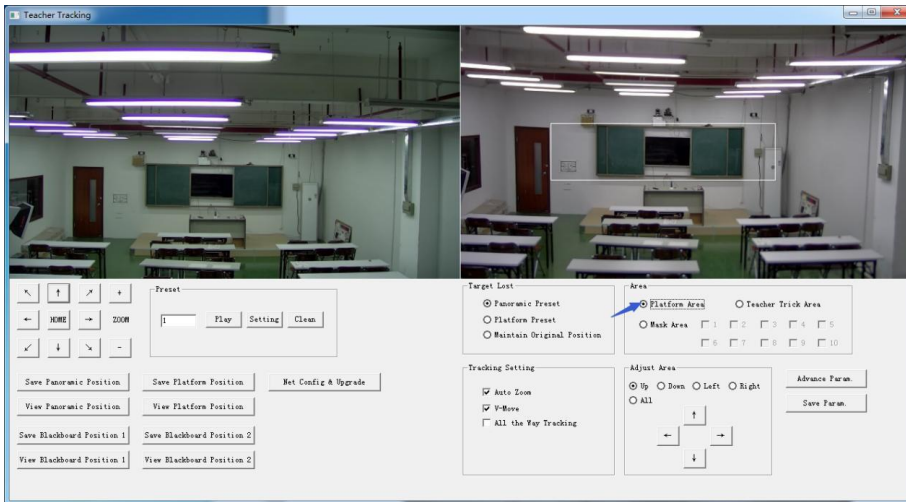 Teacher Tracking
↖ ↑ ↗ +
← HOME → ZOOM
↙ ↓ ↘ -
Preset
1 Play Setting Clean
Save Panoramic Position Save Platform Position Net Config & Upgrade
View Panoramic Position View Platform Position
Save Blackboard Position 1 Save Blackboard Position 2
View Blackboard Position 1 View Blackboard Position 2
Target Lost
Panoramic Preset
Platform Preset
Maintain Original Position
Area
Platform Area Teacher Trick Area
Mask Area 1 2 3 4 5
6 7 8 9 10
Tracking Setting
Auto Zoom
V-Move
All the Way Tracking
Adjust Area
Up Down Left Right
All
↑
← →
↓
Advance Param.
Save Param.